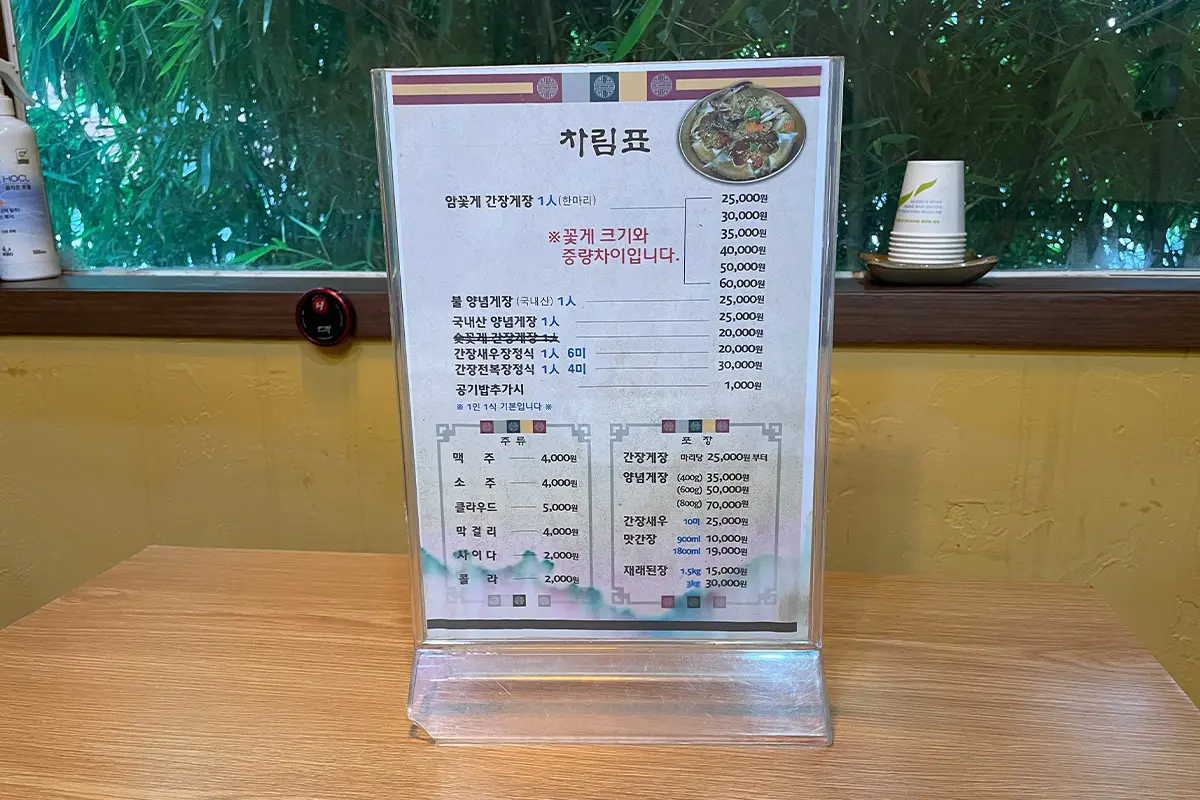 차림표
암꽃게 간장게장 1人(한마리) 25,000원
30,000원
※꽃게 크기와 35,000원
중량차이입니다. 40,000원
50,000원
60,000원
불 양념게장 (국내산) 1人 25,000원
국내산 양념게장 1人 25,000원
숫꽃게 간장게장 1人 20,000원
간장새우장정식 1人 6미 20,000원
간장전복장정식 1人 4미 30,000원
공기밥추가시 1,000원
※ 1인 1식 기본입니다 ※
주류
맥 주 4,000원
소 주 4,000원
클라우드 5,000원
막걸리 4,000원
사이다 2,000원
콜 라 2,000원
포 장
간장게장 마리당 25,000원 부터
양념게장 (400g) 35,000원
(600g) 50,000원
(800g) 70,000원
간장새우 10미 25,000원
맛간장 900ml 10,000원
1800ml 19,000원
재래된장 1.5kg 15,000원
3kg 30,000원
HOCL